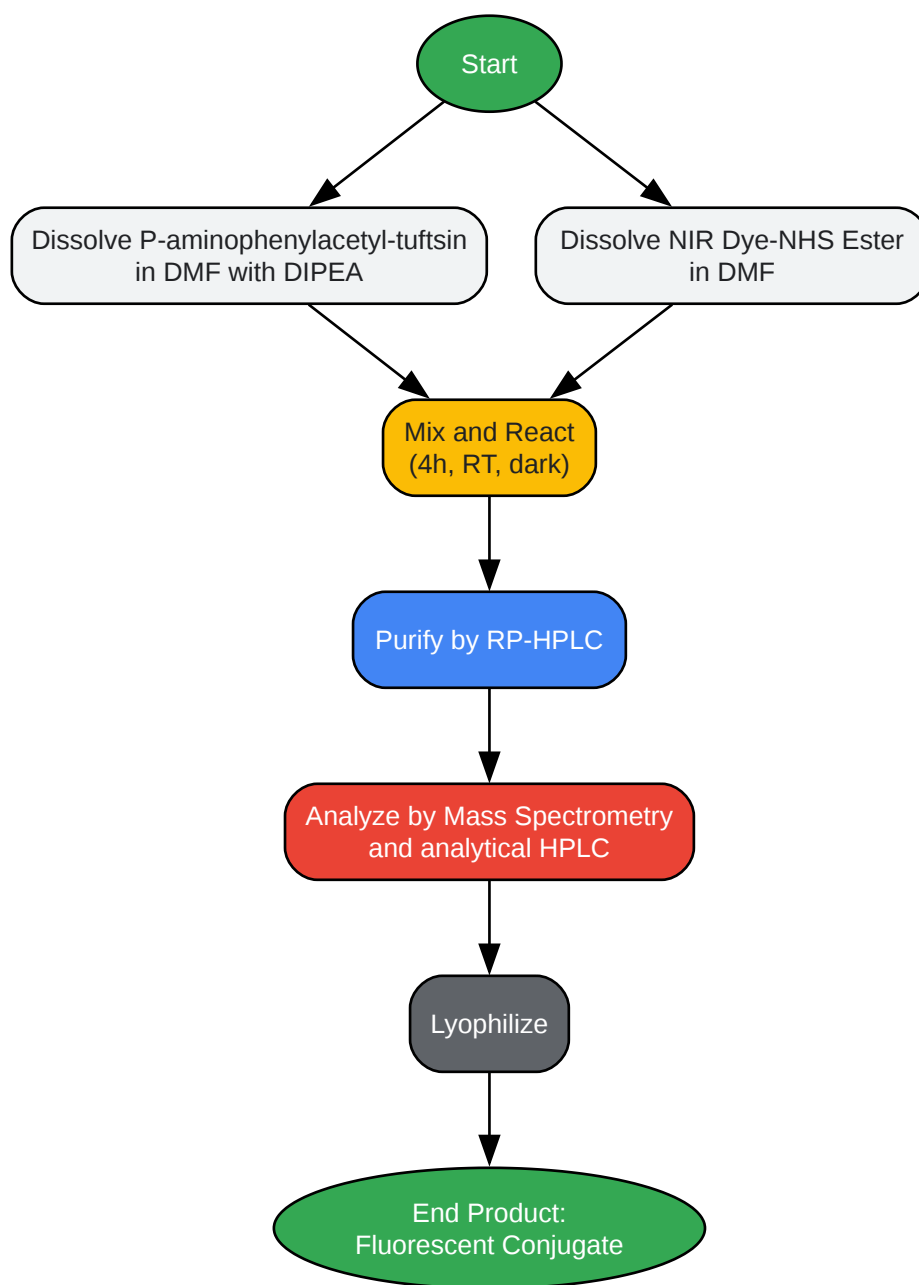 Start
Dissolve P-aminophenylacetyl-tuftsin
in DMF with DIPEA
Dissolve NIR Dye-NHS Ester
in DMF
Mix and React
(4h, RT, dark)
Purify by RP-HPLC
Analyze by Mass Spectrometry
and analytical HPLC
Lyophilize
End Product:
Fluorescent Conjugate